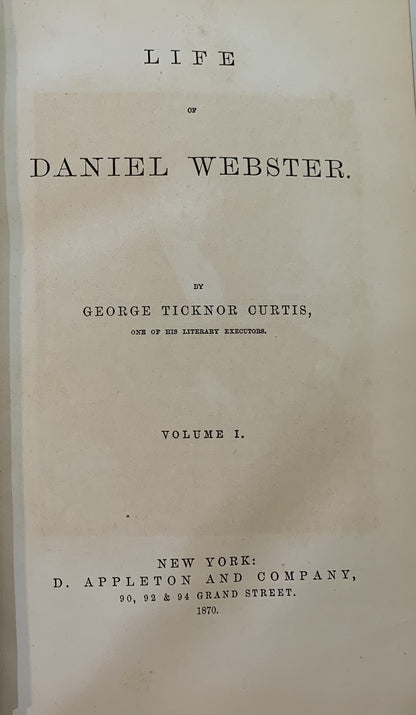 LIFE
OF
DANIEL WEBSTER.
BY
GEORGE TICKNOR CURTIS,
ONE OF HIS LITERARY EXECUTORS.
VOLUME I.
NEW YORK:
D. APPLETON AND COMPANY,
90, 92 & 94 GRAND STREET.
1870.